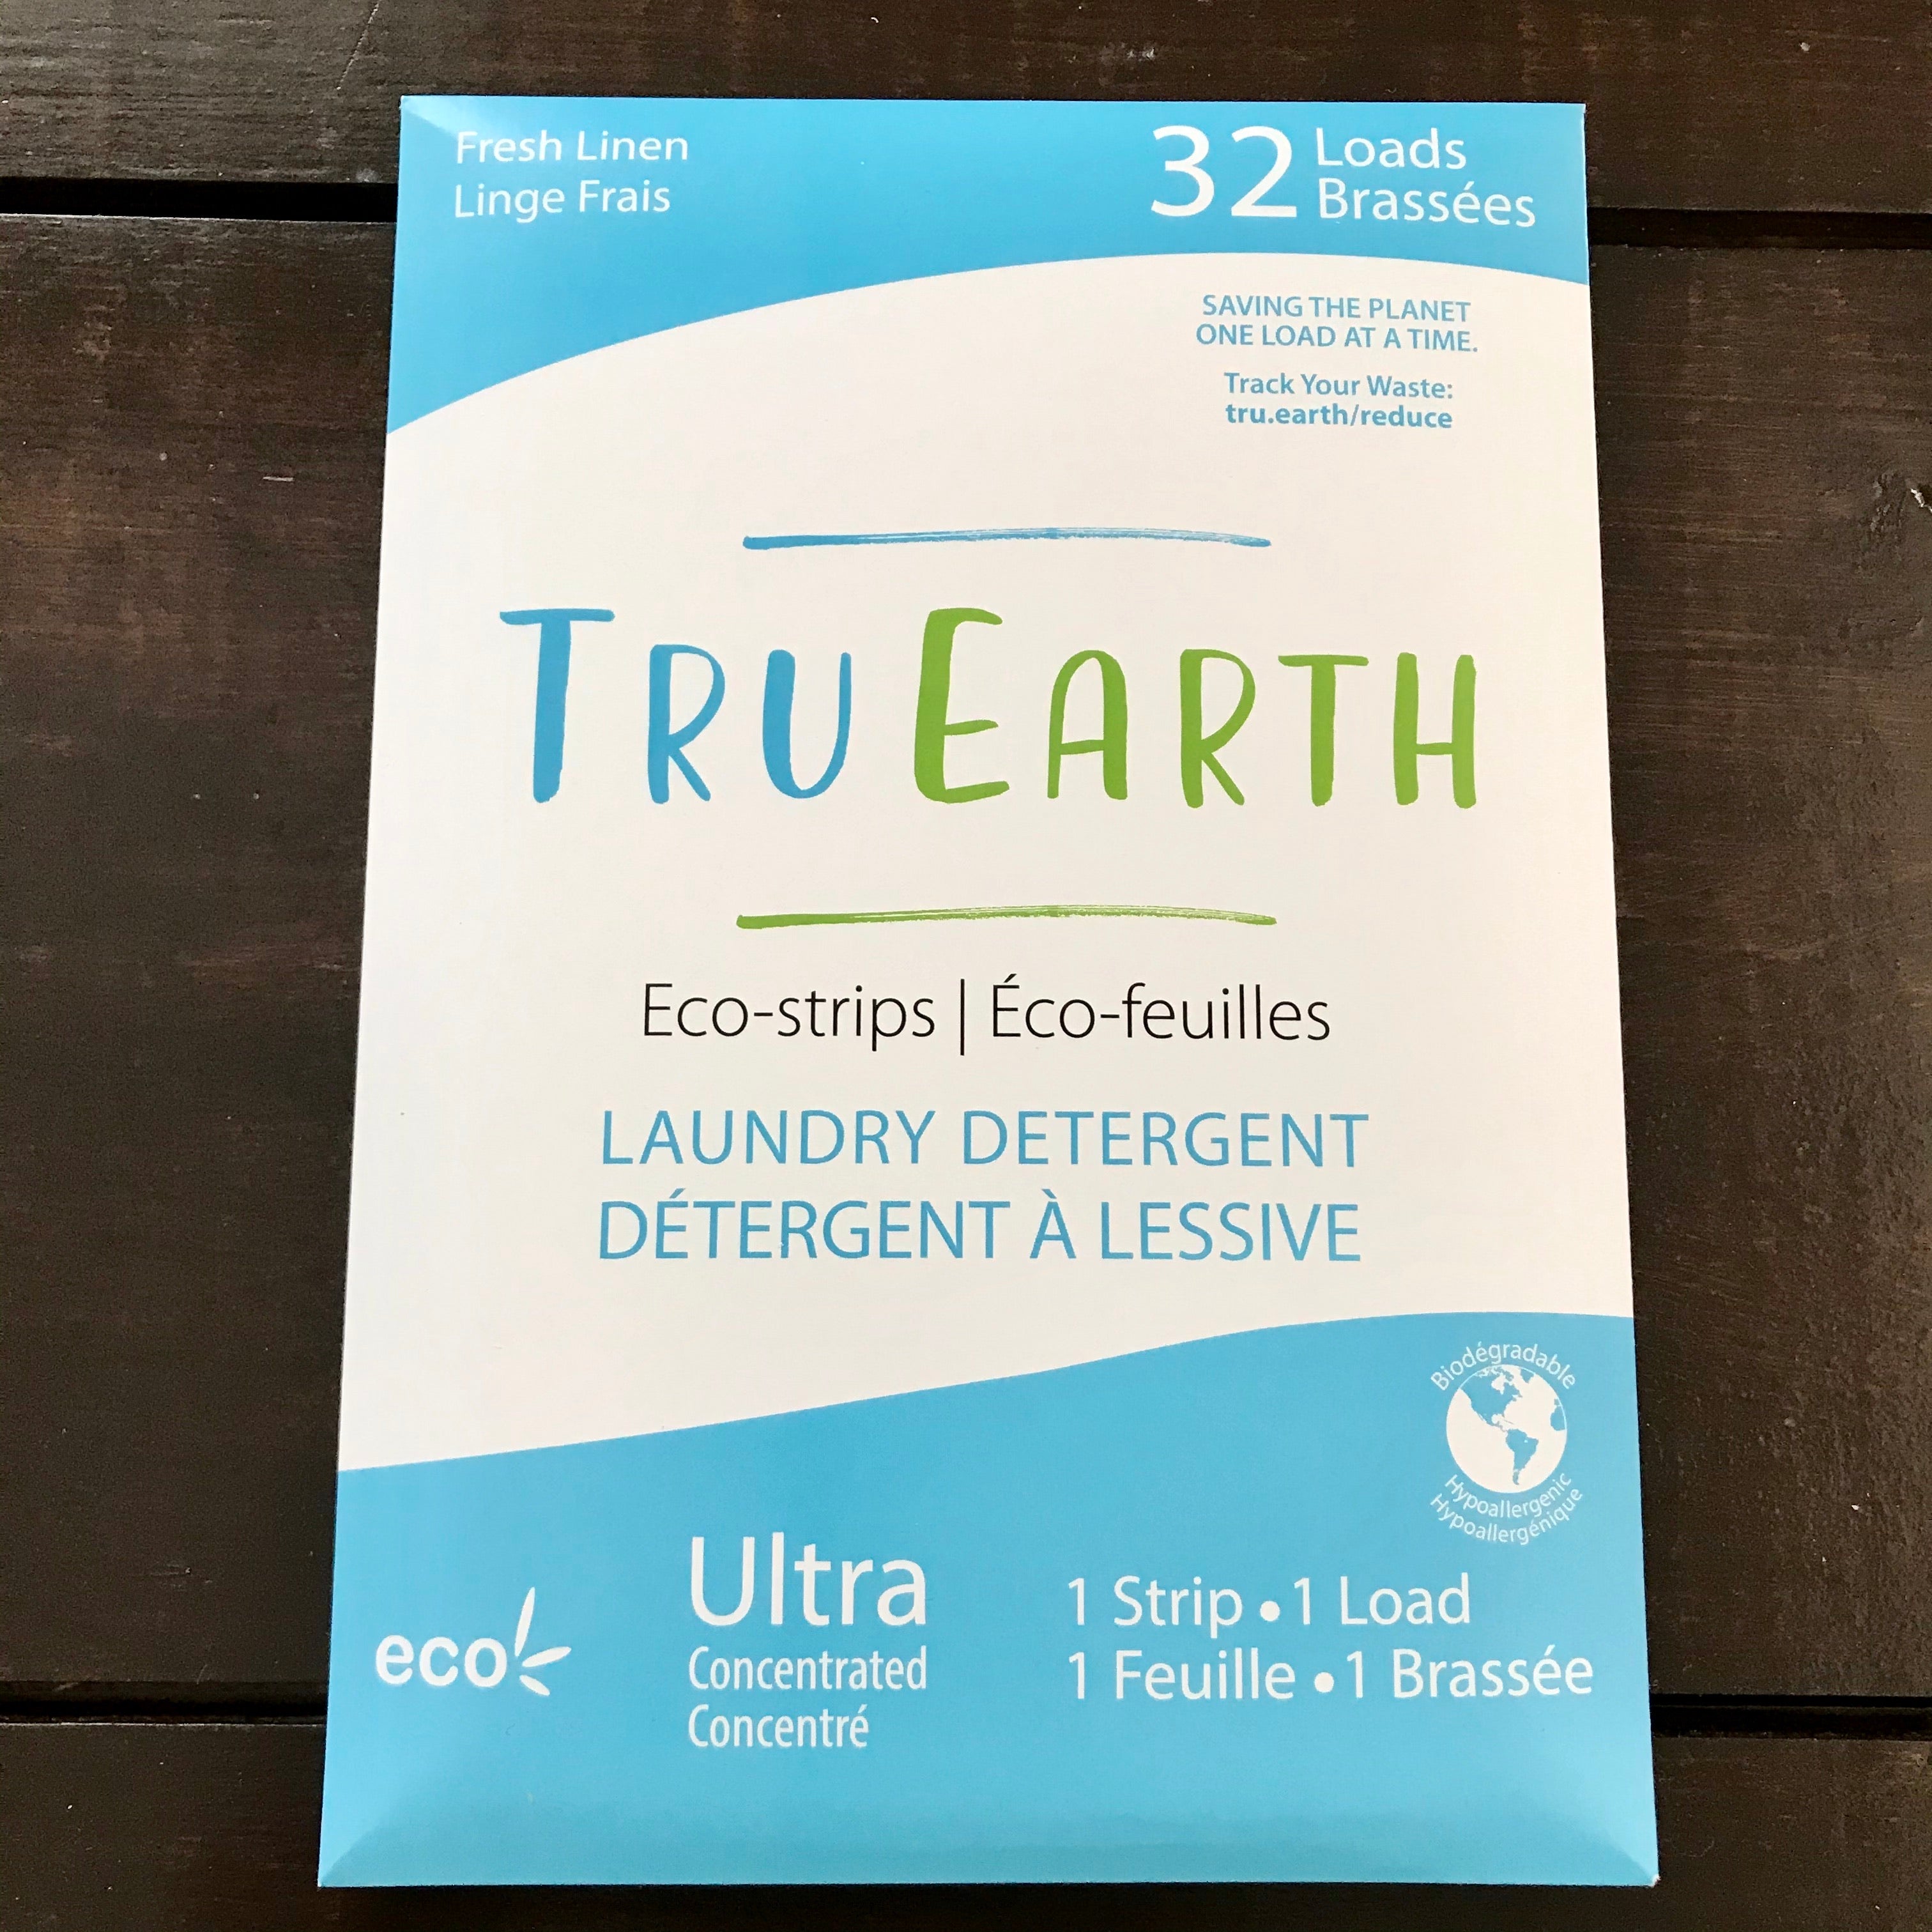 Fresh Linen
Linge Frais
32 Loads
Brassées
SAVING THE PLANET
ONE LOAD AT A TIME.
Track Your Waste:
tru.earth/reduce
TRUEARTH
Eco-strips | Éco-feuilles
LAUNDRY DETERGENT
DÉTERGENT À LESSIVE
Biodégradable
Hypoallergenic
Hypoallergénique
eco
Ultra
Concentrated
Concentré
1 Strip • 1 Load
1 Feuille • 1 Brassée